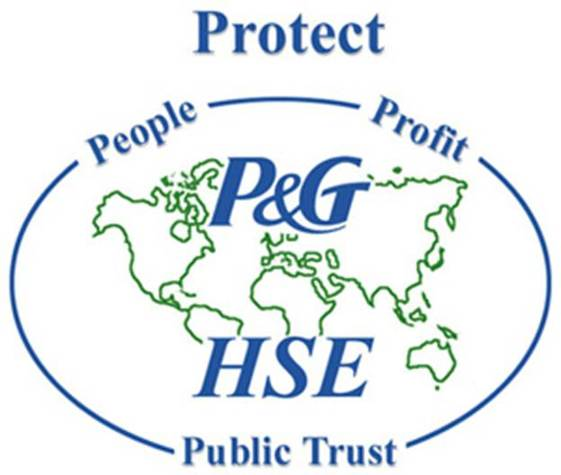 Protect
People
Profit
P&G
HSE
Public Trust